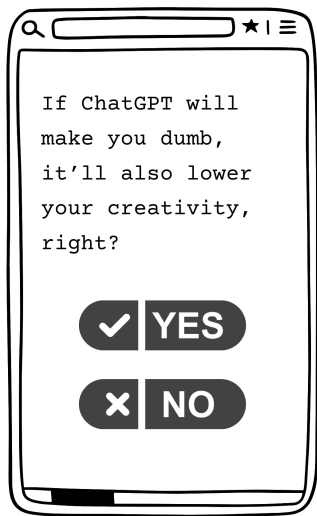 If ChatGPT will
make you dumb,
it’ll also lower
your creativity,
right?
YES
NO